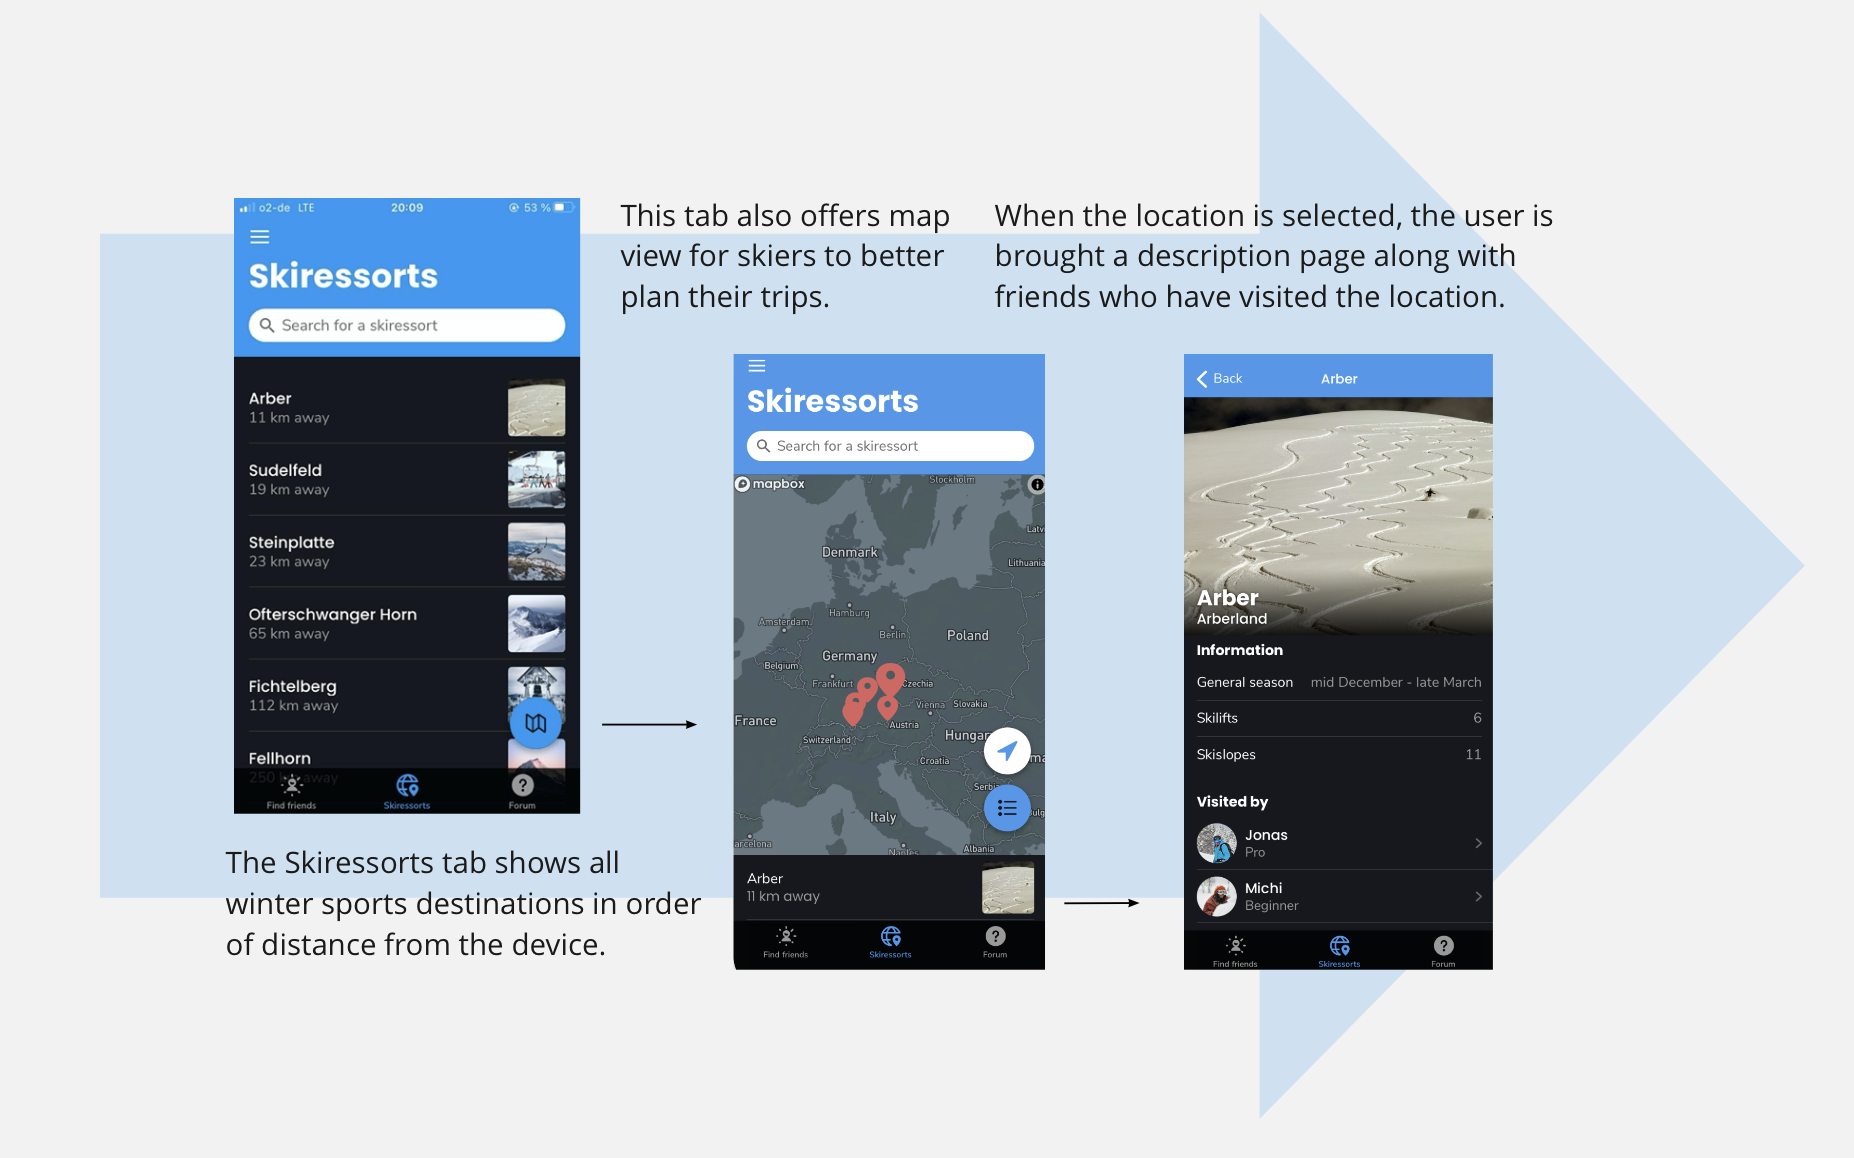 o2-de LTE 20:09 53 %
Skiressorts
Search for a skiressort
Arber
11 km away
Sudelfeld
19 km away
Steinplatte
23 km away
Ofterschwanger Horn
65 km away
Fichtelberg
112 km away
Fellhorn
250 km away
Find friends Skiressorts Forum
The Skiressorts tab shows all
winter sports destinations in order
of distance from the device.
This tab also offers map
view for skiers to better
plan their trips.
Skiressorts
Search for a skiressort
mapbox
Stockholm
Latv
Denmark
Lithuania
Hamburg
Amsterdam
Berlin
Poland
Germany
Belgium
Frankfurt
Czechia
Vienna
Slovakia
France
Austria
Switzerland
Hungar
Croatia
ma
Serbi
Bulg
Italy
arcelona
Naples
Albania
Arber
11 km away
Find friends Skiressorts Forum
When the location is selected, the user is
brought a description page along with
friends who have visited the location.
Back Arber
Arber
Arberland
Information
General season mid December - late March
Skilifts 6
Skislopes 11
Visited by
Jonas
Pro
Michi
Beginner
Find friends Skiressorts Forum